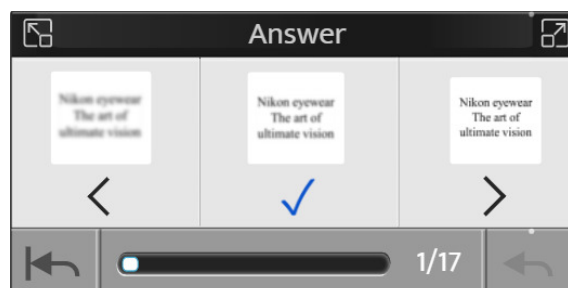 Answer
Nikon eyewear
The art of
ultimate vision
Nikon eyewear
The art of
ultimate vision
Nikon eyewear
The art of
ultimate vision
1/17